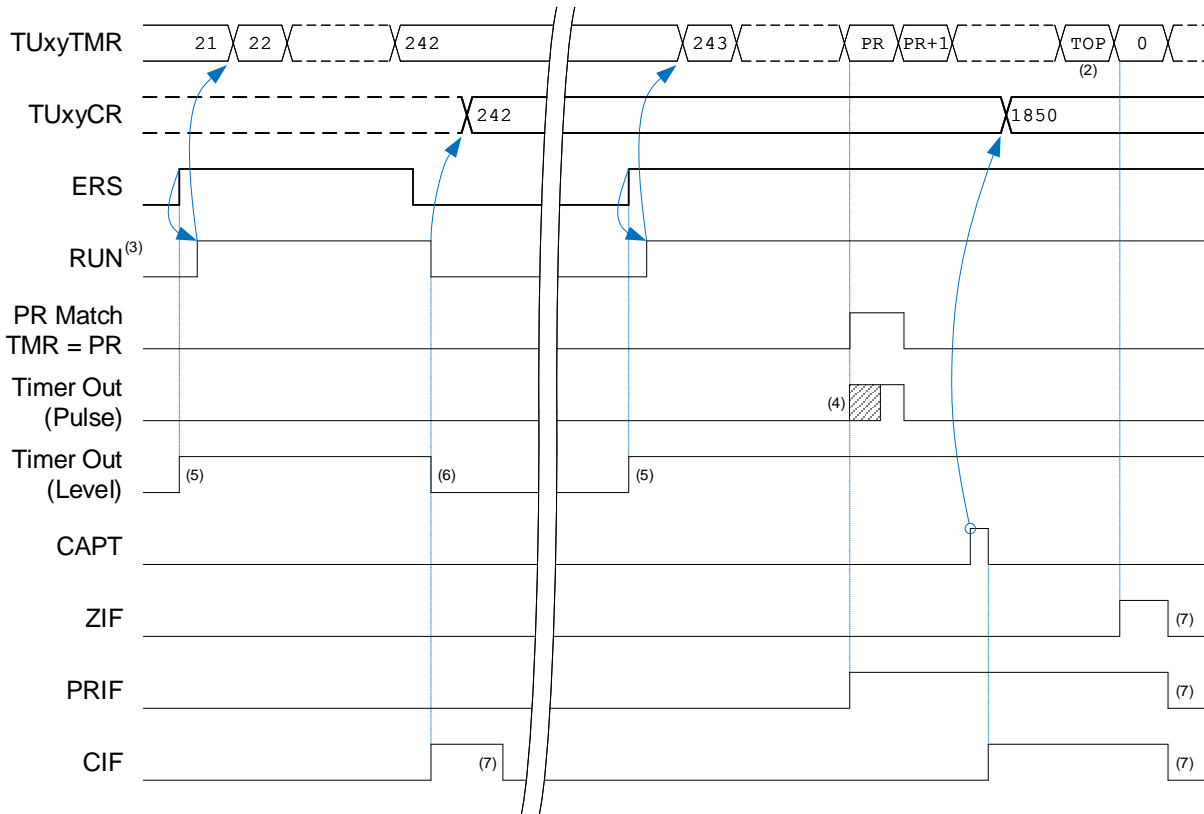 TUxyTMR 21 22 242 243 PR PR+1 TOP 0
(2)
TUxyCR 242 1850
ERS
RUN(3)
PR Match
TMR = PR
Timer Out
(Pulse) (4)
Timer Out
(Level) (5) (6) (5)
CAPT
ZIF (7)
PRIF (7)
CIF (7) (7)